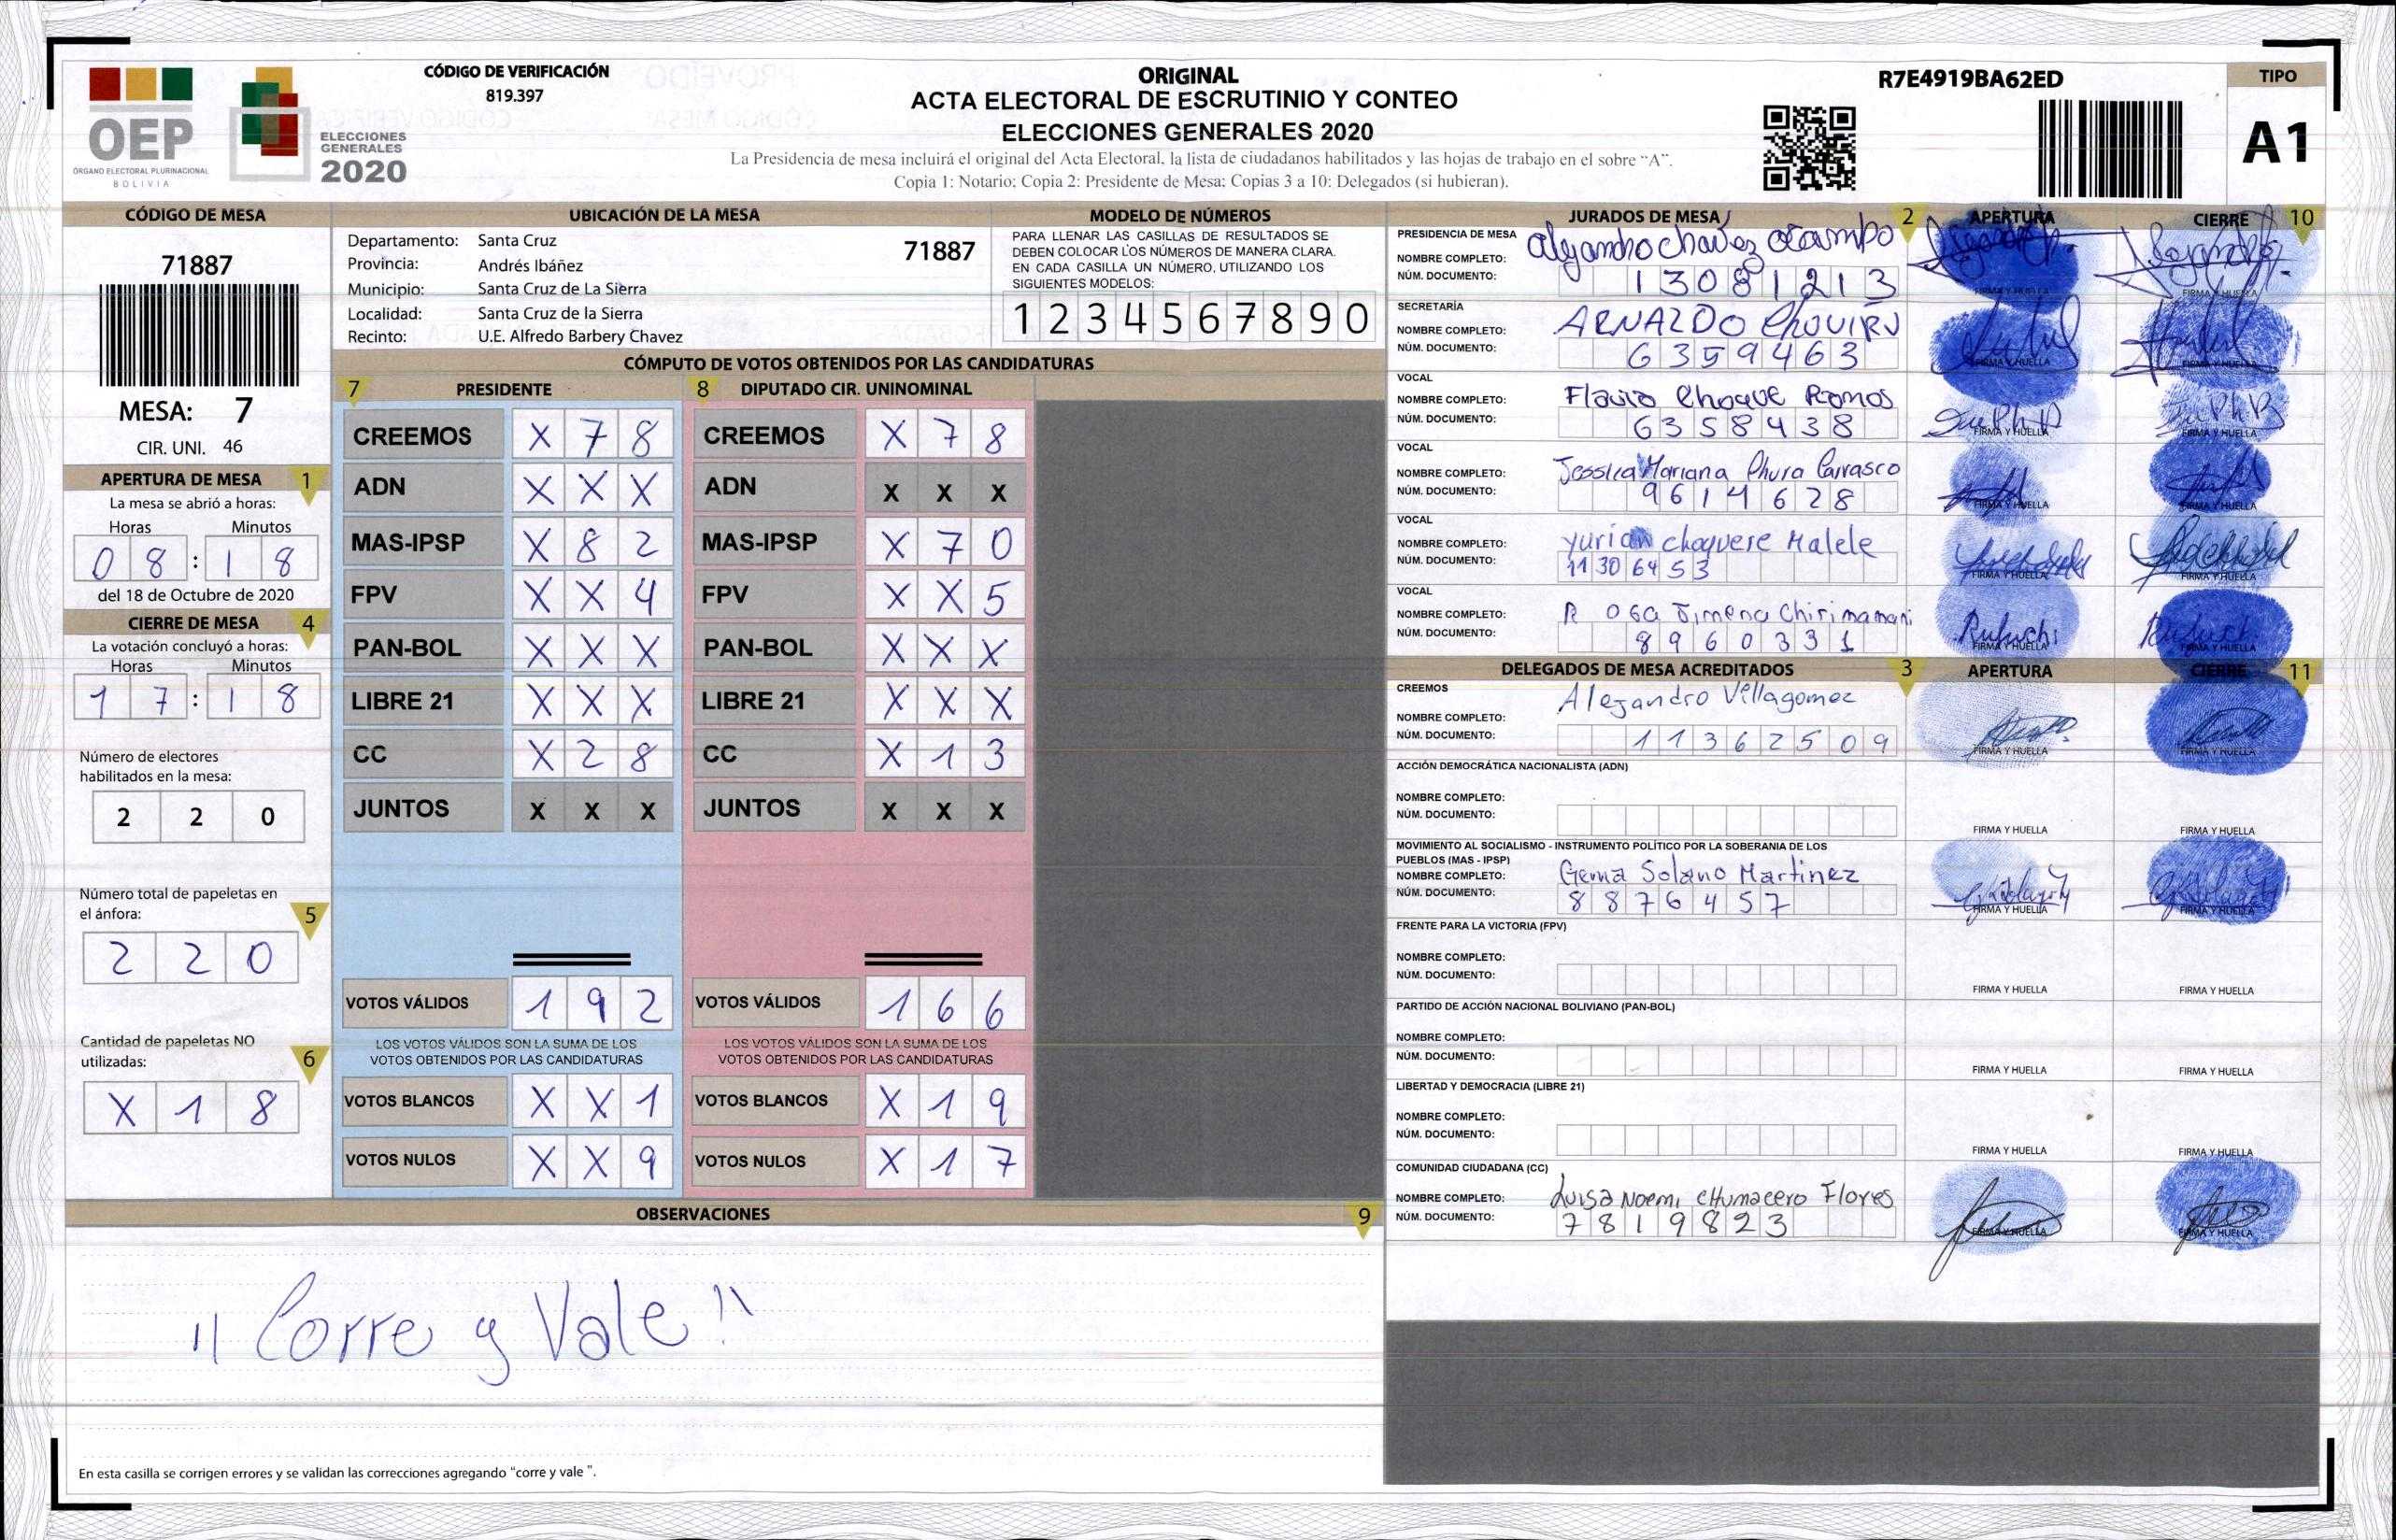 CÓDIGO DE VERIFICACIÓN
819.397
OEP
ÓRGANO ELECTORAL PLURINACIONAL
BOLIVIA
ELECCIONES
GENERALES
2020
ORIGINAL
ACTA ELECTORAL DE ESCRUTINIO Y CONTEO
ELECCIONES GENERALES 2020
La Presidencia de mesa incluirá el original del Acta Electoral, la lista de ciudadanos habilitados y las hojas de trabajo en el sobre “A”.
Copia 1: Notario; Copia 2: Presidente de Mesa; Copias 3 a 10: Delegados (si hubieran).
R7E4919BA62ED
TIPO
A1
CÓDIGO DE MESA
71887
MESA: 7
CIR. UNI. 46
APERTURA DE MESA 1
La mesa se abrió a horas:
Horas Minutos
0 8 : 1 8
del 18 de Octubre de 2020
CIERRE DE MESA 4
La votación concluyó a horas:
Horas Minutos
1 7 : 1 8
Número de electores
habilitados en la mesa:
2 2 0
Número total de papeletas en
el ánfora: 5
2 2 0
Cantidad de papeletas NO
utilizadas: 6
X 1 8
UBICACIÓN DE LA MESA
Departamento: Santa Cruz 71887
Provincia: Andrés Ibáñez
Municipio: Santa Cruz de La Sierra
Localidad: Santa Cruz de la Sierra
Recinto: U.E. Alfredo Barbery Chavez
MODELO DE NÚMEROS
PARA LLENAR LAS CASILLAS DE RESULTADOS SE
DEBEN COLOCAR LOS NÚMEROS DE MANERA CLARA.
EN CADA CASILLA UN NÚMERO, UTILIZANDO LOS
SIGUIENTES MODELOS:
1 2 3 4 5 6 7 8 9 0
CÓMPUTO DE VOTOS OBTENIDOS POR LAS CANDIDATURAS
7 PRESIDENTE 8 DIPUTADO CIR. UNINOMINAL
CREEMOS X 7 8 CREEMOS X 7 8
ADN X X X ADN X X X
MAS-IPSP X 8 2 MAS-IPSP X 7 0
FPV X X 4 FPV X X 5
PAN-BOL X X X PAN-BOL X X X
LIBRE 21 X X X LIBRE 21 X X X
CC X 2 8 CC X 1 3
JUNTOS X X X JUNTOS X X X
VOTOS VÁLIDOS 1 9 2 VOTOS VÁLIDOS 1 6 6
LOS VOTOS VÁLIDOS SON LA SUMA DE LOS LOS VOTOS VÁLIDOS SON LA SUMA DE LOS
VOTOS OBTENIDOS POR LAS CANDIDATURAS VOTOS OBTENIDOS POR LAS CANDIDATURAS
VOTOS BLANCOS X X 1 VOTOS BLANCOS X 1 9
VOTOS NULOS X X 9 VOTOS NULOS X 1 7
OBSERVACIONES 9
"Corre y Vale"
En esta casilla se corrigen errores y se validan las correcciones agregando “corre y vale ”.
JURADOS DE MESA 2 APERTURA CIERRE 10
PRESIDENCIA DE MESA
NOMBRE COMPLETO: alejandro chavez ocampo
NÚM. DOCUMENTO: 1 3 0 8 1 2 1 3 FIRMA Y HUELLA FIRMA Y HUELLA
SECRETARÍA
NOMBRE COMPLETO: ARNALDO
NÚM. DOCUMENTO: 6 3 5 9 4 6 3 FIRMA Y HUELLA FIRMA Y HUELLA
VOCAL
NOMBRE COMPLETO: Flavio Choque Ramos
NÚM. DOCUMENTO: 6 3 5 8 4 3 8 FIRMA Y HUELLA FIRMA Y HUELLA
VOCAL
NOMBRE COMPLETO: Jessica Mariana Chura Carrasco
NÚM. DOCUMENTO: 9 6 1 4 6 2 8 FIRMA Y HUELLA FIRMA Y HUELLA
VOCAL
NOMBRE COMPLETO: Yurian choquere Malele
NÚM. DOCUMENTO: 11 30 6 4 5 3 FIRMA Y HUELLA FIRMA Y HUELLA
VOCAL
NOMBRE COMPLETO: Rosa Jimena Chirimamani
NÚM. DOCUMENTO: 8 9 6 0 3 3 1 FIRMA Y HUELLA FIRMA Y HUELLA
DELEGADOS DE MESA ACREDITADOS 3 APERTURA CIERRE 11
CREEMOS
NOMBRE COMPLETO: Alejandro Villagomez
NÚM. DOCUMENTO: 1 1 3 6 2 5 0 9 FIRMA Y HUELLA FIRMA Y HUELLA
ACCIÓN DEMOCRÁTICA NACIONALISTA (ADN)
NOMBRE COMPLETO:
NÚM. DOCUMENTO: FIRMA Y HUELLA FIRMA Y HUELLA
MOVIMIENTO AL SOCIALISMO - INSTRUMENTO POLÍTICO POR LA SOBERANIA DE LOS
PUEBLOS (MAS - IPSP)
NOMBRE COMPLETO: Gema Solano Martinez
NÚM. DOCUMENTO: 8 8 7 6 4 5 7 FIRMA Y HUELLA FIRMA Y HUELLA
FRENTE PARA LA VICTORIA (FPV)
NOMBRE COMPLETO:
NÚM. DOCUMENTO: FIRMA Y HUELLA FIRMA Y HUELLA
PARTIDO DE ACCIÓN NACIONAL BOLIVIANO (PAN-BOL)
NOMBRE COMPLETO:
NÚM. DOCUMENTO: FIRMA Y HUELLA FIRMA Y HUELLA
LIBERTAD Y DEMOCRACIA (LIBRE 21)
NOMBRE COMPLETO:
NÚM. DOCUMENTO: FIRMA Y HUELLA FIRMA Y HUELLA
COMUNIDAD CIUDADANA (CC)
NOMBRE COMPLETO: Luisa Noemi CHumacero Flores
NÚM. DOCUMENTO: 7 8 1 9 8 2 3 FIRMA Y HUELLA FIRMA Y HUELLA